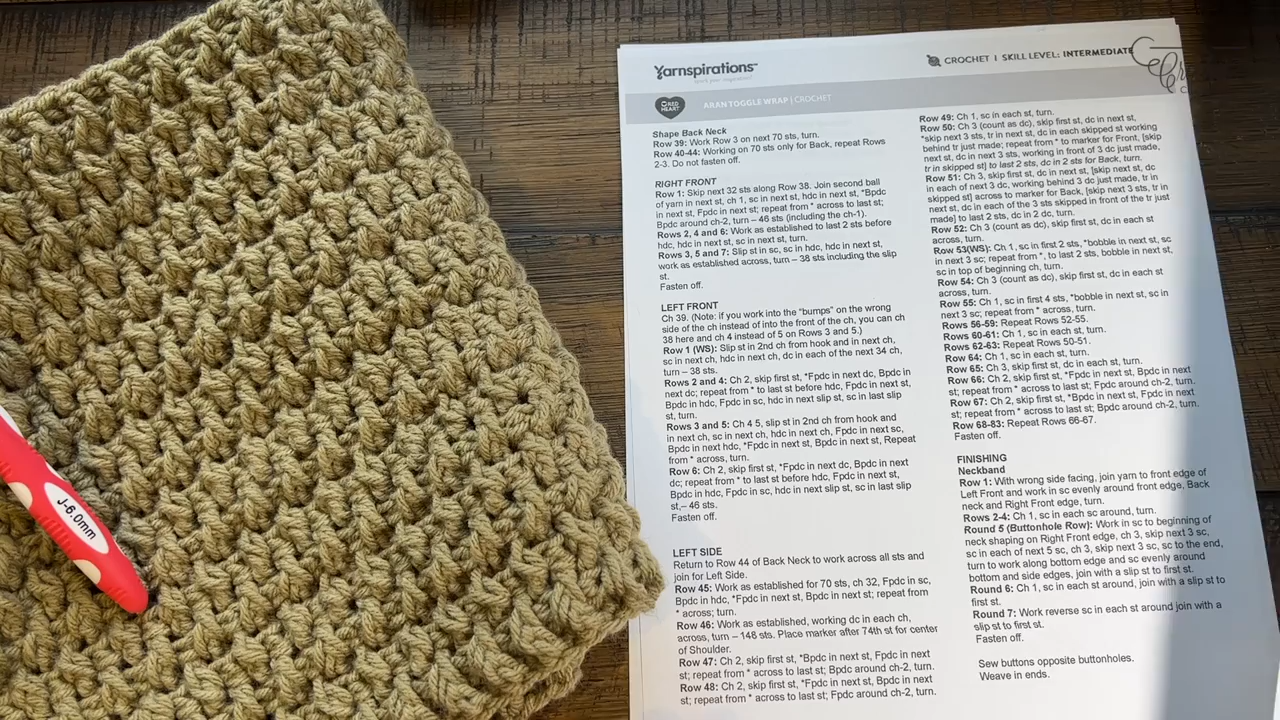 J-6.0mm
Yarnspirations
CROCHET | SKILL LEVEL: INTERMEDIATE
RED HEART
ARAN TOGGLE WRAP | CROCHET
Shape Back Neck
Row 39: Work Row 3 on next 70 sts, turn.
Row 40-44: Working on 70 sts only for Back, repeat Rows
2-3. Do not fasten off.
RIGHT FRONT
Row 1: Skip next 32 sts along Row 38. Join second ball
of yarn in next st, ch 1, sc in next st, hdc in next st, *Bpdc
in next st, Fpdc in next st; repeat from * across to last st;
Bpdc around ch-2, turn – 46 sts (including the ch-1).
Rows 2, 4 and 6: Work as established to last 2 sts before
hdc, hdc in next st, sc in next st, turn.
Rows 3, 5 and 7: Slip st in sc, sc in hdc, hdc in next st,
work as established across, turn – 38 sts including the slip
st.
Fasten off.
LEFT FRONT
Ch 39. (Note: if you work into the "bumps" on the wrong
side of the ch instead of into the front of the ch, you can ch
38 here and ch 4 instead of 5 on Rows 3 and 5.)
Row 1 (WS): Slip st in 2nd ch from hook and in next ch,
sc in next ch, hdc in next ch, dc in each of the next 34 ch,
turn – 38 sts.
Rows 2 and 4: Ch 2, skip first st, *Fpdc in next dc, Bpdc in
next dc; repeat from * to last st before hdc, Fpdc in next st,
Bpdc in hdc, Fpdc in sc, hdc in next slip st, sc in last slip
st, turn.
Rows 3 and 5: Ch 4 5, slip st in 2nd ch from hook and
in next ch, sc in next ch, hdc in next ch, Fpdc in next sc,
Bpdc in next hdc, *Fpdc in next st, Bpdc in next st, Repeat
from * across, turn.
Row 6: Ch 2, skip first st, *Fpdc in next dc, Bpdc in next
dc; repeat from * to last st before hdc, Fpdc in next st,
Bpdc in hdc, Fpdc in sc, hdc in next slip st, sc in last slip
st,– 46 sts.
Fasten off.
LEFT SIDE
Return to Row 44 of Back Neck to work across all sts and
join for Left Side.
Row 45: Work as established for 70 sts, ch 32, Fpdc in sc,
Bpdc in hdc, *Fpdc in next st, Bpdc in next st; repeat from
* across; turn.
Row 46: Work as established, working dc in each ch,
across, turn – 148 sts. Place marker after 74th st for center
of Shoulder.
Row 47: Ch 2, skip first st, *Bpdc in next st, Fpdc in next
st; repeat from * across to last st; Bpdc around ch-2, turn.
Row 48: Ch 2, skip first st, *Fpdc in next st, Bpdc in next
st; repeat from * across to last st; Fpdc around ch-2, turn.
Row 49: Ch 1, sc in each st, turn.
Row 50: Ch 3 (count as dc), skip first st, dc in next st,
*skip next 3 sts, tr in next st, dc in each skipped st working
behind tr just made; repeat from * to marker for Front, [skip
next st, dc in next 3 sts, working in front of 3 dc just made,
tr in skipped st] to last 2 sts, dc in 2 sts for Back, turn.
Row 51: Ch 3, skip first st, dc in next st, [skip next st, dc
in each of next 3 dc, working behind 3 dc just made, tr in
skipped st] across to marker for Back, [skip next 3 sts, tr in
next st, dc in each of the 3 sts skipped in front of the tr just
made] to last 2 sts, dc in 2 dc, turn.
Row 52: Ch 3 (count as dc), skip first st, dc in each st
across, turn.
Row 53(WS): Ch 1, sc in first 2 sts, *bobble in next st, sc
in next 3 sc; repeat from *, to last 2 sts, bobble in next st,
sc in top of beginning ch, turn.
Row 54: Ch 3 (count as dc), skip first st, dc in each st
across, turn.
Row 55: Ch 1, sc in first 4 sts, *bobble in next st, sc in
next 3 sc; repeat from * across, turn.
Rows 56-59: Repeat Rows 52-55.
Rows 60-61: Ch 1, sc in each st, turn.
Rows 62-63: Repeat Rows 50-51.
Row 64: Ch 1, sc in each st, turn.
Row 65: Ch 3, skip first st, dc in each st, turn.
Row 66: Ch 2, skip first st, *Fpdc in next st, Bpdc in next
st; repeat from * across to last st; Fpdc around ch-2, turn.
Row 67: Ch 2, skip first st, *Bpdc in next st, Fpdc in next
st; repeat from * across to last st; Bpdc around ch-2, turn.
Row 68-83: Repeat Rows 66-67.
Fasten off.
FINISHING
Neckband
Row 1: With wrong side facing, join yarn to front edge of
Left Front and work in sc evenly around front edge, Back
neck and Right Front edge, turn.
Rows 2-4: Ch 1, sc in each sc around, turn.
Round 5 (Buttonhole Row): Work in sc to beginning of
neck shaping on Right Front edge, ch 3, skip next 3 sc,
sc in each of next 5 sc, ch 3, skip next 3 sc, sc to the end,
turn to work along bottom edge and sc evenly around
bottom and side edges, join with a slip st to first st.
Round 6: Ch 1, sc in each st around, join with a slip st to
first st.
Round 7: Work reverse sc in each st around join with a
slip st to first st.
Fasten off.
Sew buttons opposite buttonholes.
Weave in ends.